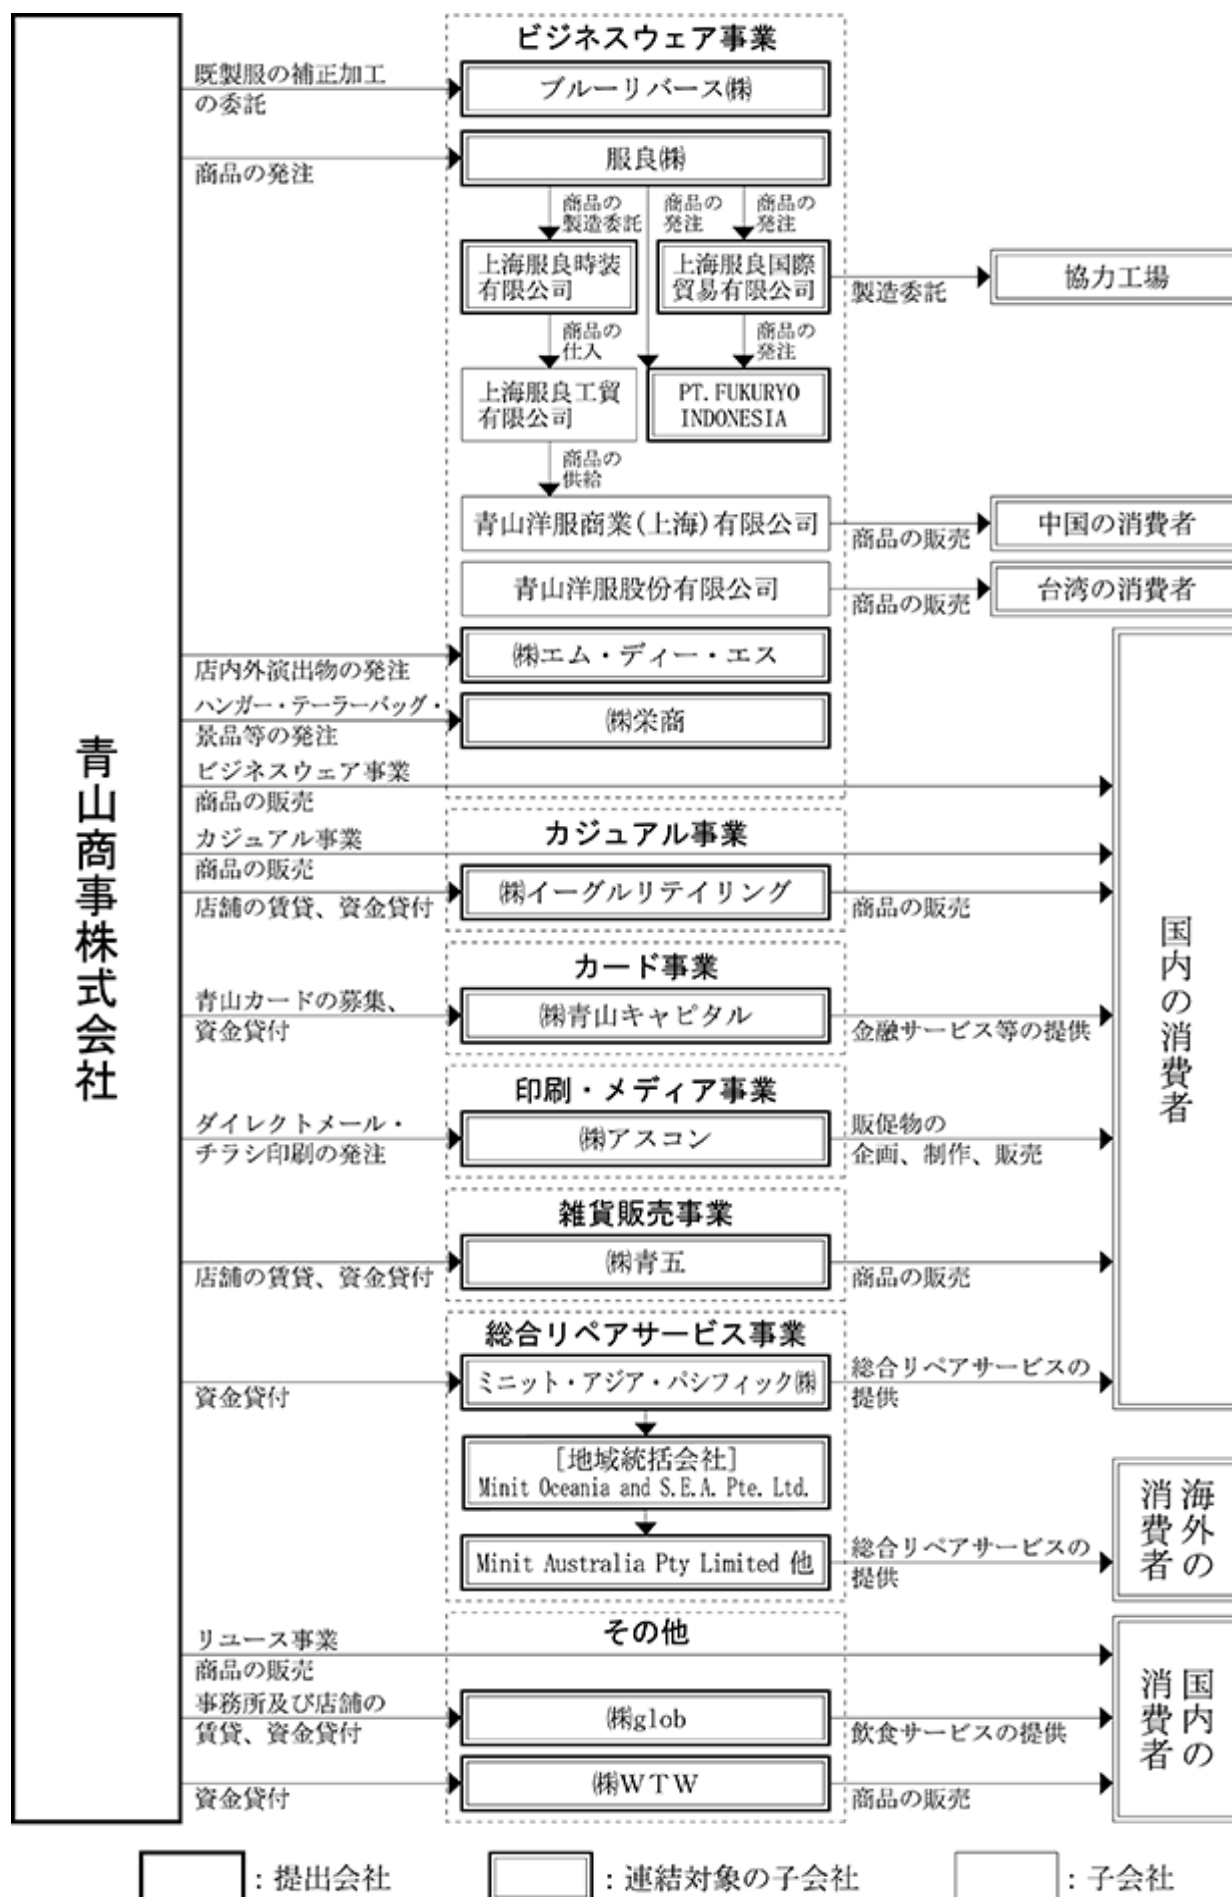 青山商事株式会社
ビジネスウェア事業
既製服の補正加工
の委託
ブルーリバース㈱
商品の発注
服良㈱
商品の
製造委託
商品の
発注
商品の
発注
上海服良時装
有限公司
上海服良国際
貿易有限公司
製造委託
協力工場
商品の
仕入
商品の
発注
上海服良工貿
有限公司
PT.FUKURYO
INDONESIA
商品の
供給
青山洋服商業(上海)有限公司
商品の販売
中国の消費者
青山洋服股份有限公司
商品の販売
台湾の消費者
店内外演出物の発注
㈱エム・ディー・エス
ハンガー・テーラーバッグ・
景品等の発注
㈱栄商
ビジネスウェア事業
商品の販売
国内の消費者
カジュアル事業
カジュアル事業
商品の販売
店舗の賃貸、資金貸付
㈱イーグルリテイリング
商品の販売
カード事業
青山カードの募集、
資金貸付
㈱青山キャピタル
金融サービス等の提供
印刷・メディア事業
ダイレクトメール・
チラシ印刷の発注
㈱アスコン
販促物の
企画、制作、販売
雑貨販売事業
店舗の賃貸、資金貸付
㈱青五
商品の販売
総合リペアサービス事業
資金貸付
ミニット・アジア・パシフィック㈱
総合リペアサービスの
提供
[地域統括会社]
Minit Oceania and S.E.A. Pte. Ltd.
Minit Australia Pty Limited 他
総合リペアサービスの
提供
海外の
消費者
その他
リユース事業
商品の販売
事務所及び店舗の
賃貸、資金貸付
㈱glob
飲食サービスの提供
国内の
消費者
資金貸付
㈱WTW
商品の販売
：提出会社
：連結対象の子会社
：子会社